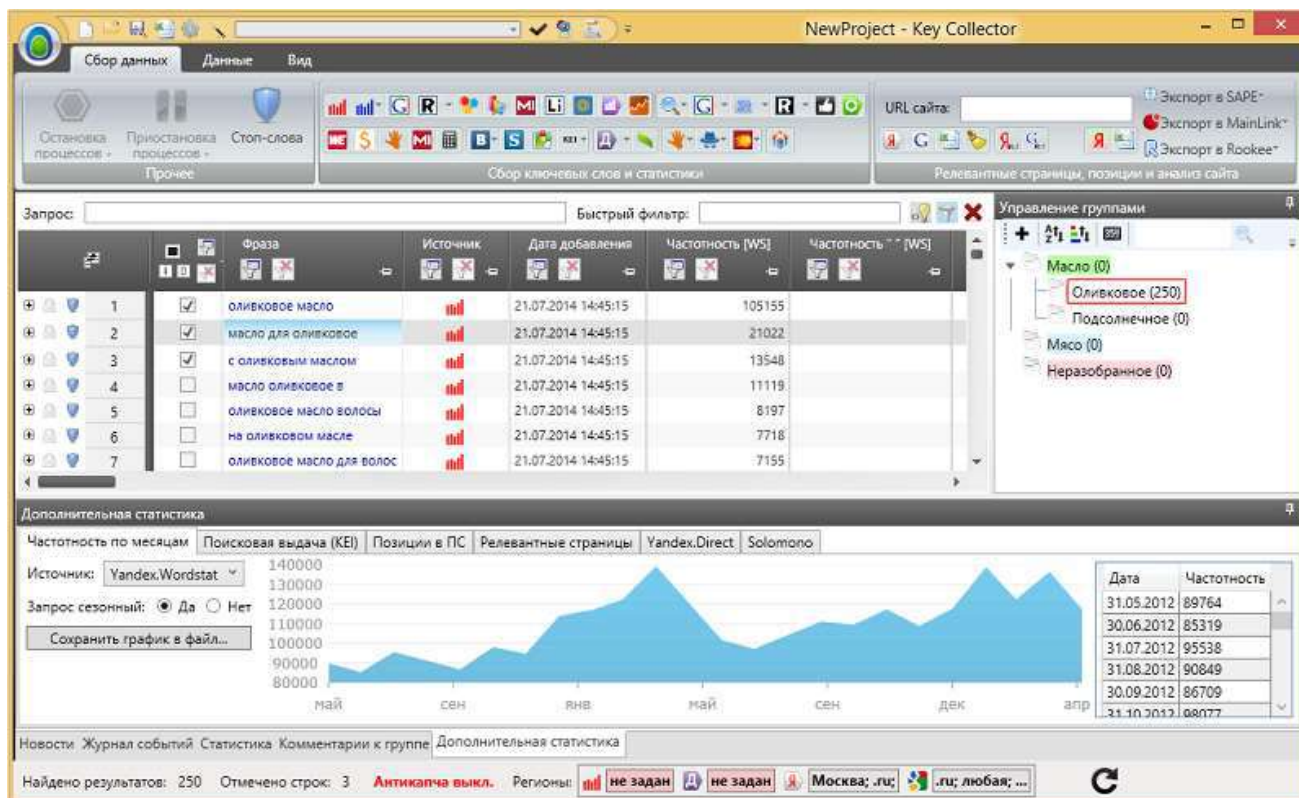 NewProject - Key Collector
Сбор данных Данные Вид
Остановка процессов Приостановка процессов Стоп-слова
URL сайта:
Экспорт в SAPE
Экспорт в MainLink
Экспорт в Rookee
Прочее Сбор ключевых слов и статистики Релевантные страницы, позиции и анализ сайта
Запрос: Быстрый фильтр:
Управление группами
Фраза Источник Дата добавления Частотность [WS] Частотность " " [WS]
1 оливковое масло 21.07.2014 14:45:15 105155
2 масло для оливковое 21.07.2014 14:45:15 21022
3 с оливковым маслом 21.07.2014 14:45:15 13548
4 масло оливковое в 21.07.2014 14:45:15 11119
5 оливковое масло волосы 21.07.2014 14:45:15 8197
6 на оливковом масле 21.07.2014 14:45:15 7718
7 оливковое масло для волос 21.07.2014 14:45:15 7155
Масло (0)
Оливковое (250)
Подсолнечное (0)
Мясо (0)
Неразобранное (0)
Дополнительная статистика
Частотность по месяцам Поисковая выдача (KEI) Позиции в ПС Релевантные страницы Yandex.Direct Solomono
Источник: Yandex.Wordstat
Запрос сезонный: Да Нет
Сохранить график в файл...
140000
130000
120000
110000
100000
90000
80000
май сен янв май сен дек апр
Дата Частотность
31.05.2012 89764
30.06.2012 85319
31.07.2012 95538
31.08.2012 90849
30.09.2012 86709
31.10.2012 98077
Новости Журнал событий Статистика Комментарии к группе Дополнительная статистика
Найдено результатов: 250 Отмечено строк: 3 Антикапча выкл. Регионы: не задан не задан Москва; .ru; .ru; любая; ...